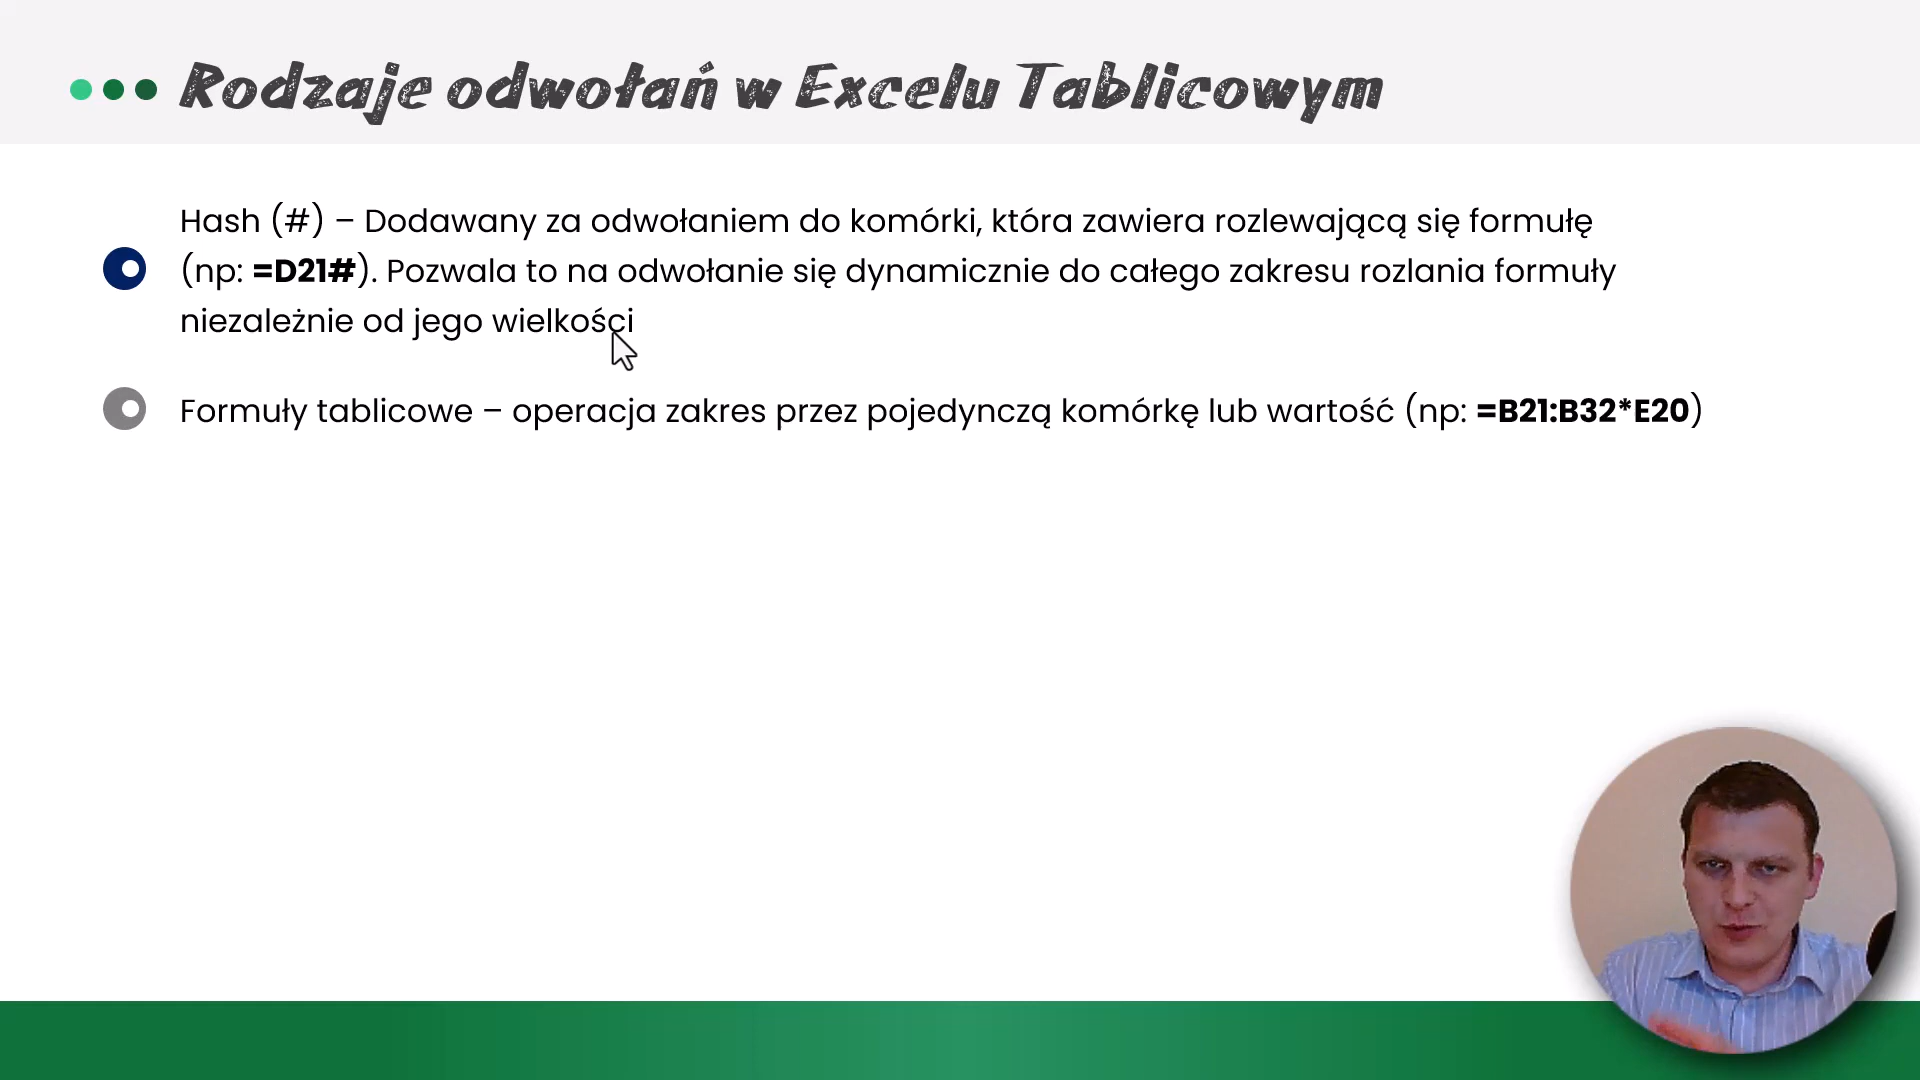 Rodzaje odwołań w Excelu Tablicowym
Hash (#) – Dodawany za odwołaniem do komórki, która zawiera rozlewającą się formułę
(np: =D21#). Pozwala to na odwołanie się dynamicznie do całego zakresu rozlania formuły
niezależnie od jego wielkości
Formuły tablicowe – operacja zakres przez pojedynczą komórkę lub wartość (np: =B21:B32*E20)